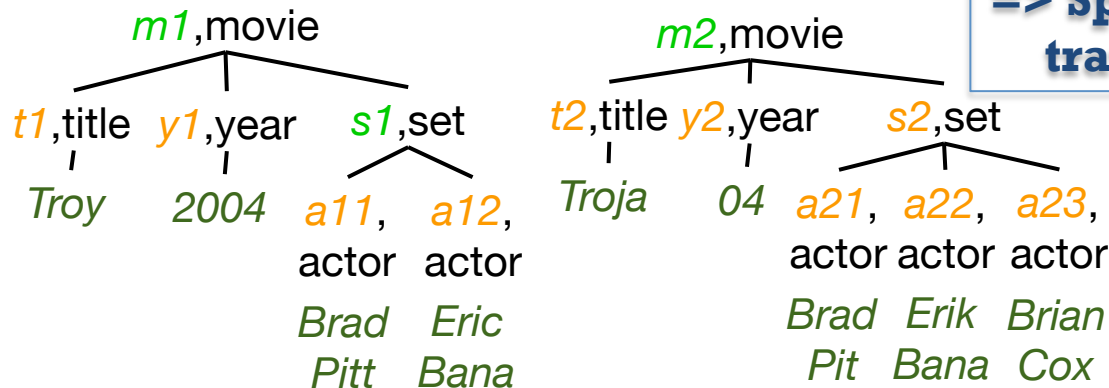 => Sp
tra
m1,movie
t1,title y1,year s1,set
Troy 2004 a11, a12,
actor actor
Brad Eric
Pitt Bana
m2,movie
t2,title y2,year s2,set
Troja 04 a21, a22, a23,
actor actor actor
Brad Erik Brian
Pit Bana Cox